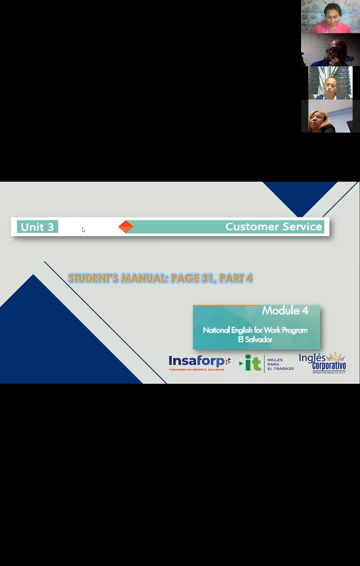 Unit 3
Customer Service
STUDENT'S MANUAL: PAGE 31, PART 4
Module 4
National English for Work Program
El Salvador
Insaforp
it
INGLÉS
PARA
EL TRABAJO
Inglés
Corporativo